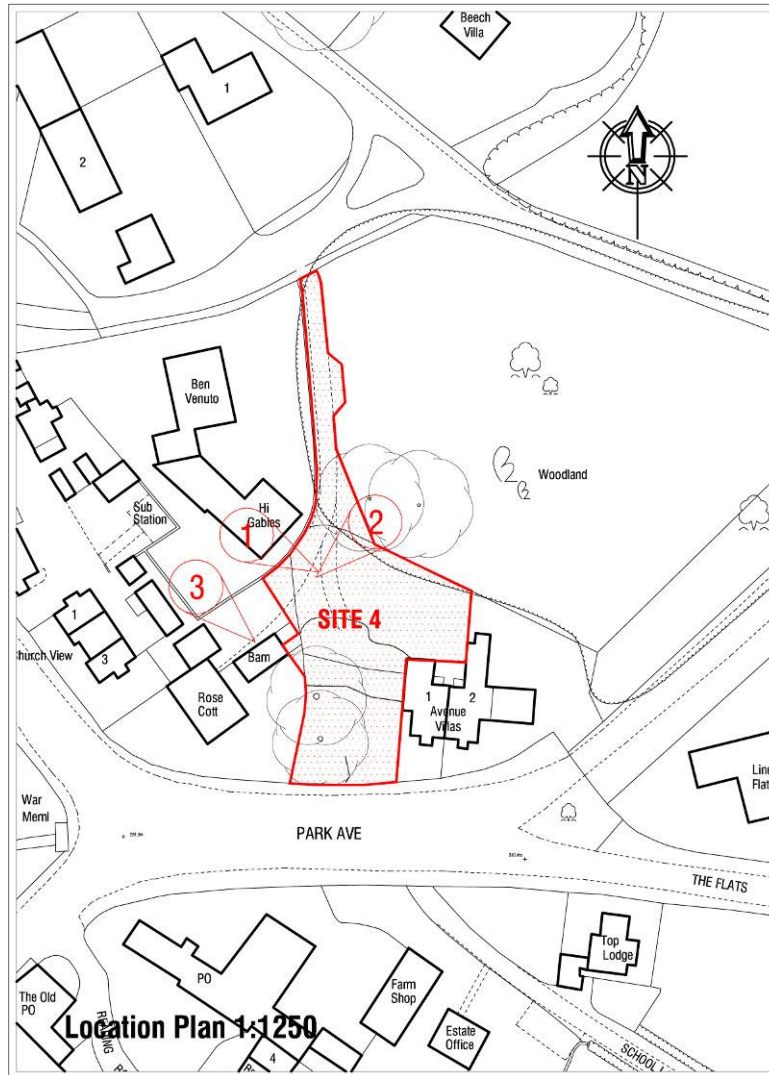 Beech
Villa
1
2
N
Ben
Venuto
Woodland
Sub
Station
Hi
Gables
1
2
3
SITE 4
1
3
Church View
Barn
Rose
Cott
1
2
Avenue
Villas
War
Meml
PARK AVE
THE FLATS
Top
Lodge
PO
Farm
Shop
The Old
PO
Location Plan 1:1250
Estate
Office
4